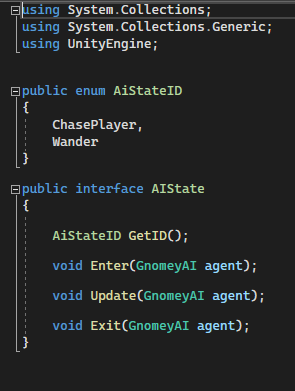 using System.Collections;
using System.Collections.Generic;
using UnityEngine;
public enum AiStateID
{
ChasePlayer,
Wander
}
public interface AIState
{
AiStateID GetID();
void Enter(GnomeyAI agent);
void Update(GnomeyAI agent);
void Exit(GnomeyAI agent);
}